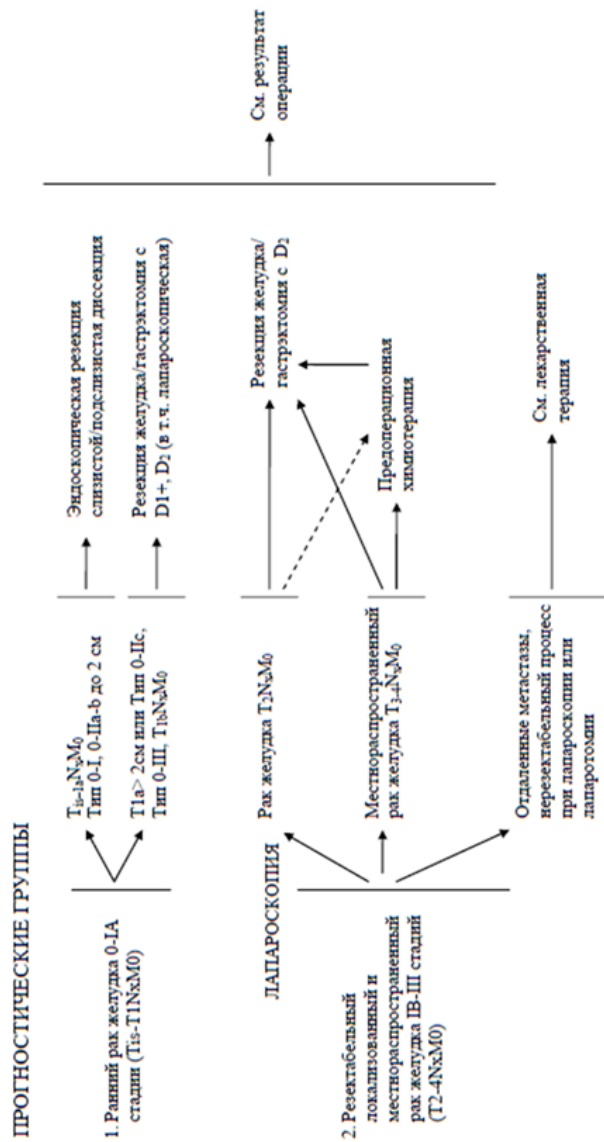 ПРОГНОСТИЧЕСКИЕ ГРУППЫ
1. Ранний рак желудка 0-IA
стадии (Tis-T1NxM0)
Tis-1aNxM0
Тип 0-I, 0-IIa-b до 2 см
Эндоскопическая резекция
слизистой/подслизистая диссекция
T1a> 2см или Тип 0-IIc,
Тип 0-III, T1bNxM0
Резекция желудка/гастрэктомия с
D1+, D2 (в т.ч. лапароскопическая)
ЛАПАРОСКОПИЯ
2. Резектабельный
локализованный и
местнораспространенный
рак желудка IB-III стадий
(T2-4NxM0)
Рак желудка T2NxM0
Резекция желудка/
гастрэктомия с D2
Местнораспространенный
рак желудка T3-4NxM0
Предоперационная
химиотерапия
Отдаленные метастазы,
нерезектабельный процесс
при лапароскопии или
лапаротомии
См. лекарственная
терапия
См. результат
операции